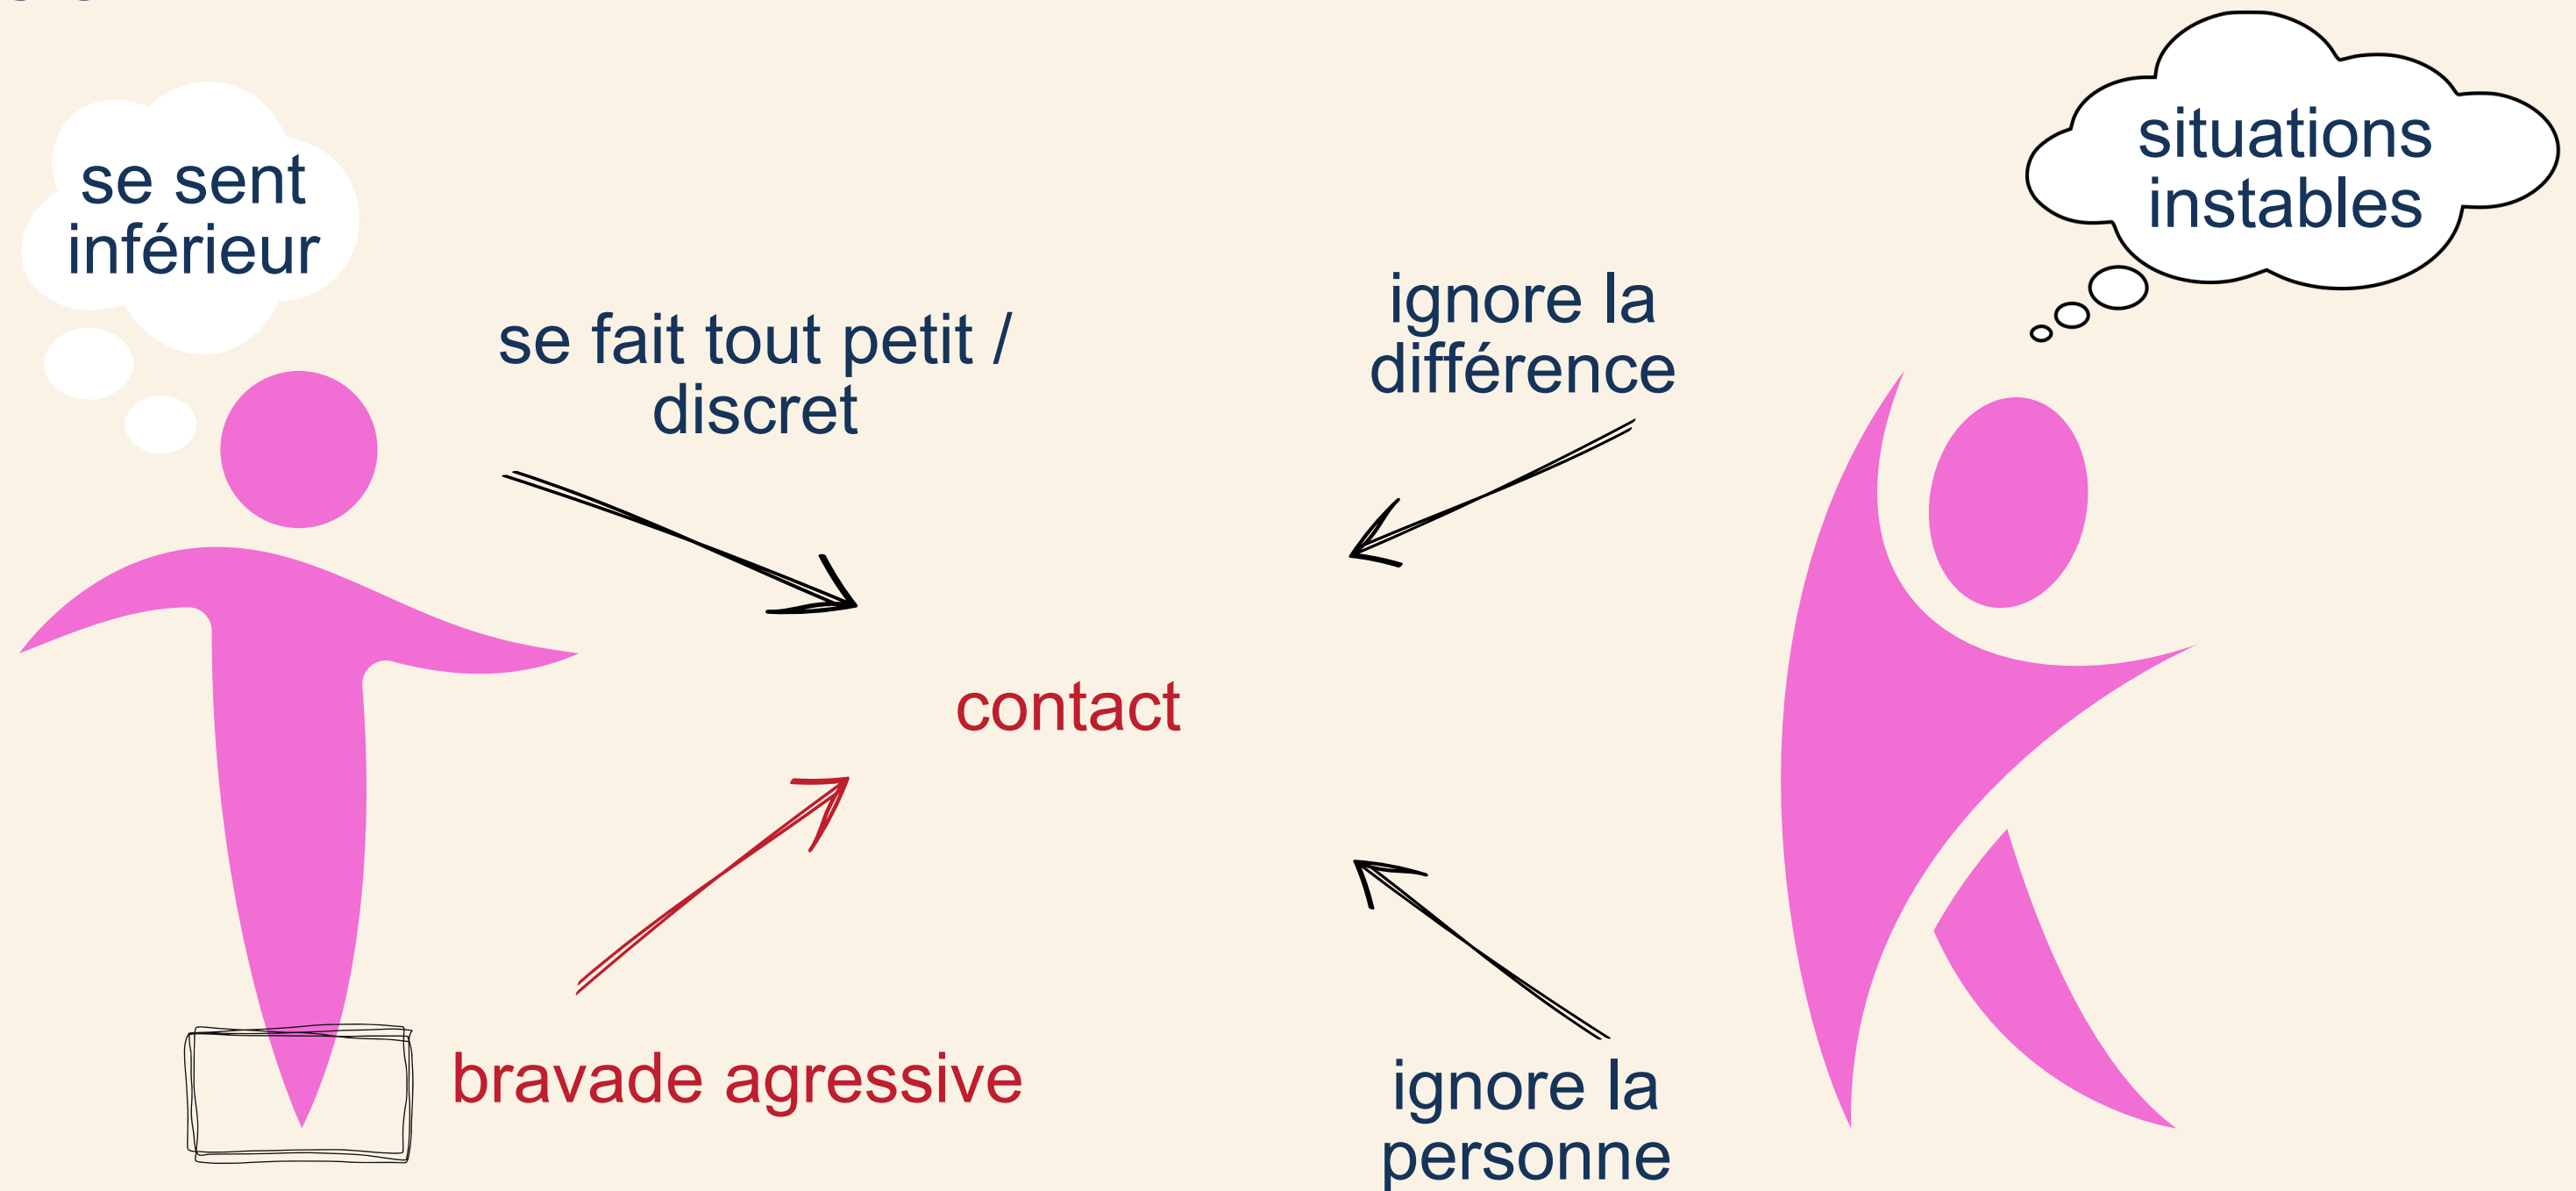 se sent
inférieur
situations
instables
se fait tout petit /
discret
ignore la
différence
contact
bravade agressive
ignore la
personne